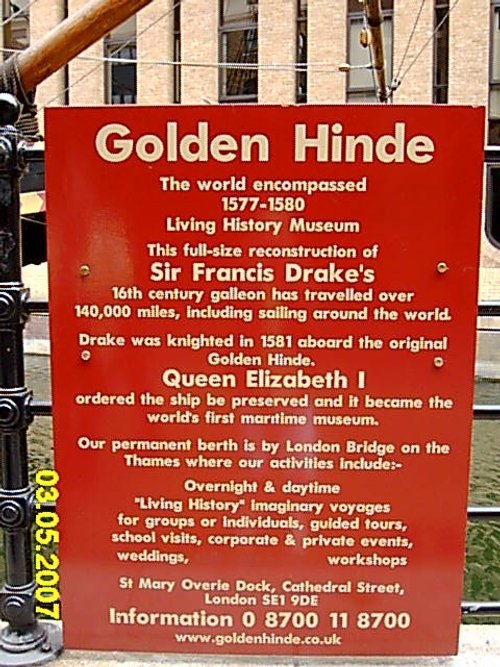 Golden Hinde
The world encompassed
1577-1580
Living History Museum
This full-size reconstruction of
Sir Francis Drake's
16th century galleon has travelled over
140,000 miles, including sailing around the world.
Drake was knighted in 1581 aboard the original
Golden Hinde.
Queen Elizabeth I
ordered the ship be preserved and it became the
world's first maritime museum.
Our permanent berth is by London Bridge on the
Thames where our activities include:-
Overnight & daytime
"Living History" imaginary voyages
for groups or individuals, guided tours,
school visits, corporate & private events,
weddings, workshops
St Mary Overie Dock, Cathedral Street,
London SE1 9DE
Information 0 8700 11 8700
www.goldenhinde.co.uk
03.05.2007